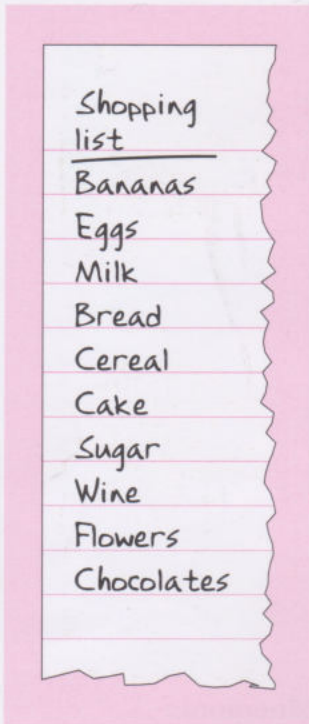 Shopping
list
Bananas
Eggs
Milk
Bread
Cereal
Cake
Sugar
Wine
Flowers
Chocolates